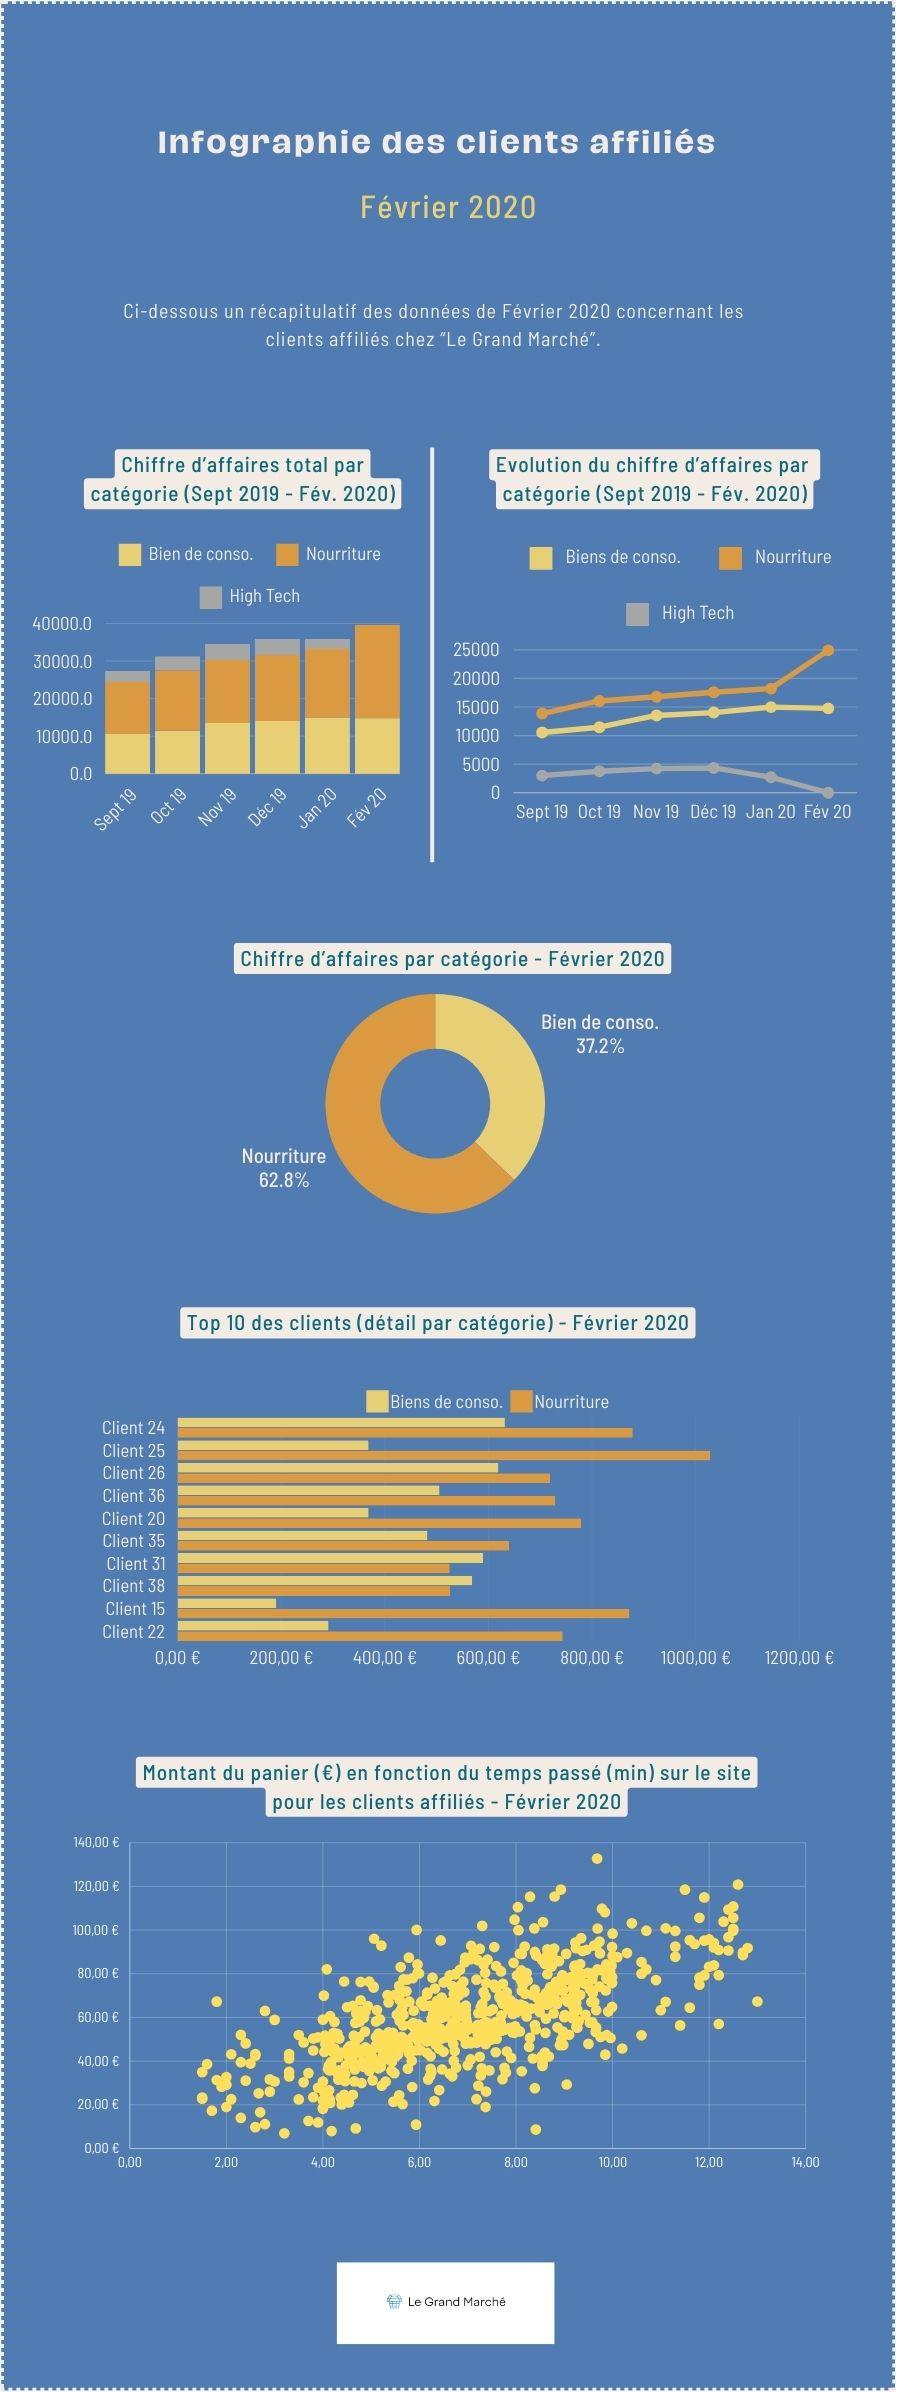 Infographie des clients affiliés
Février 2020
Ci-dessous un récapitulatif des données de Février 2020 concernant les
clients affiliés chez “Le Grand Marché”.
Chiffre d’affaires total par
catégorie (Sept 2019 - Fév. 2020)
Bien de conso.
Nourriture
High Tech
40000.0
30000.0
20000.0
10000.0
0.0
Sept 19
Oct 19
Nov 19
Déc 19
Jan 20
Fév 20
Evolution du chiffre d’affaires par
catégorie (Sept 2019 - Fév. 2020)
Biens de conso.
Nourriture
High Tech
25000
20000
15000
10000
5000
0
Sept 19
Oct 19
Nov 19
Déc 19
Jan 20
Fév 20
Chiffre d’affaires par catégorie - Février 2020
Bien de conso.
37.2%
Nourriture
62.8%
Top 10 des clients (détail par catégorie) - Février 2020
Biens de conso.
Nourriture
Client 24
Client 25
Client 26
Client 36
Client 20
Client 35
Client 31
Client 38
Client 15
Client 22
0,00 €
200,00 €
400,00 €
600,00 €
800,00 €
1000,00 €
1200,00 €
Montant du panier (€) en fonction du temps passé (min) sur le site
pour les clients affiliés - Février 2020
140,00 €
120,00 €
100,00 €
80,00 €
60,00 €
40,00 €
20,00 €
0,00 €
0,00
2,00
4,00
6,00
8,00
10,00
12,00
14,00
Le Grand Marché